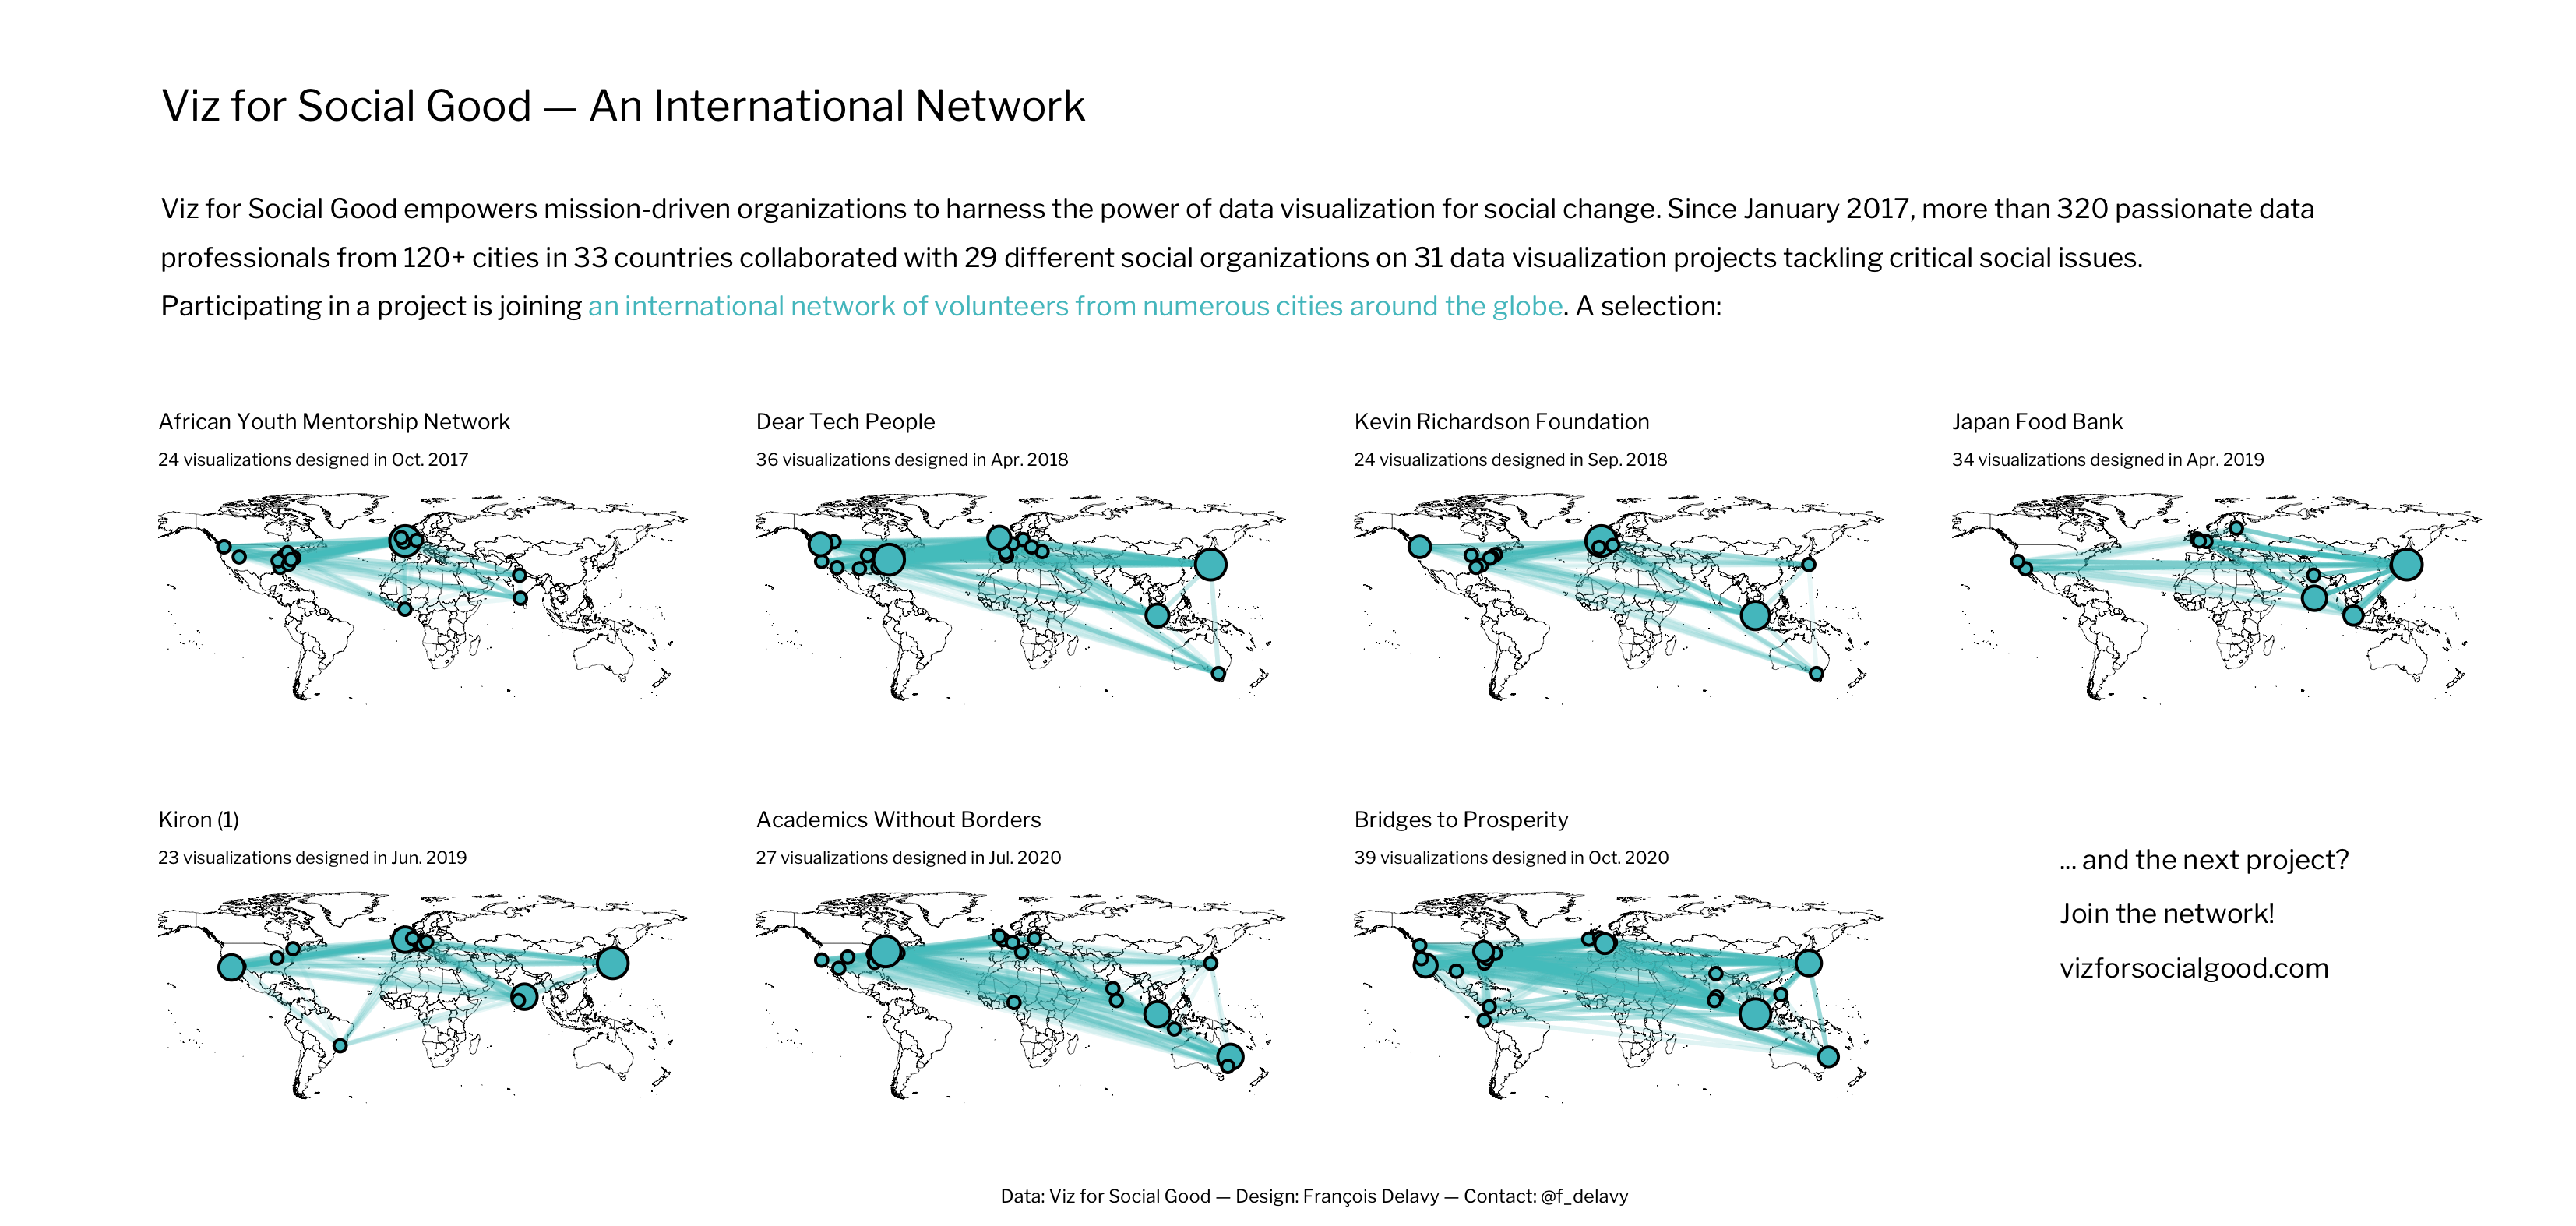 Viz for Social Good — An International Network
Viz for Social Good empowers mission-driven organizations to harness the power of data visualization for social change. Since January 2017, more than 320 passionate data
professionals from 120+ cities in 33 countries collaborated with 29 different social organizations on 31 data visualization projects tackling critical social issues.
Participating in a project is joining an international network of volunteers from numerous cities around the globe. A selection:
African Youth Mentorship Network
24 visualizations designed in Oct. 2017
Dear Tech People
36 visualizations designed in Apr. 2018
Kevin Richardson Foundation
24 visualizations designed in Sep. 2018
Japan Food Bank
34 visualizations designed in Apr. 2019
Kiron (1)
23 visualizations designed in Jun. 2019
Academics Without Borders
27 visualizations designed in Jul. 2020
Bridges to Prosperity
39 visualizations designed in Oct. 2020
... and the next project?
Join the network!
vizforsocialgood.com
Data: Viz for Social Good — Design: François Delavy — Contact: @f_delavy